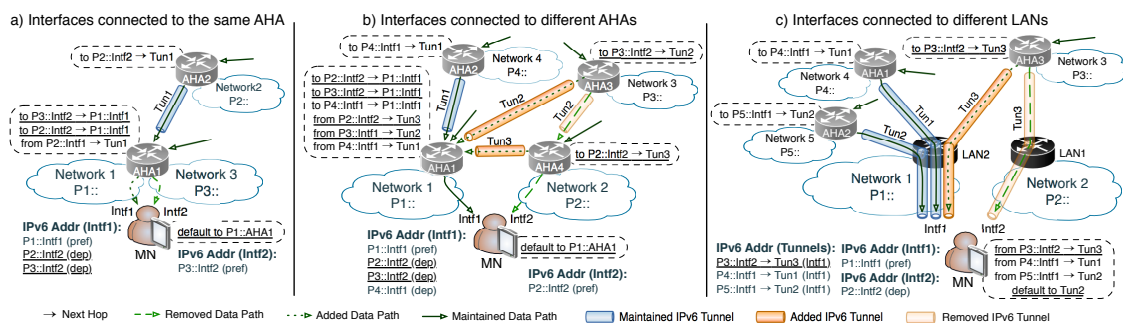 a) Interfaces connected to the same AHA
to P2::Intf2 → Tun1
AHA2
Network2
P2::
Tun1
to P3::Intf2 → P1::Intf1
to P2::Intf2 → P1::Intf1
from P2::Intf1 → Tun1
AHA1
Network 1
P1::
Network 3
P3::
Intf1
Intf2
IPv6 Addr (Intf1):
P1::Intf1 (pref)
P2::Intf2 (dep)
P3::Intf2 (dep)
MN
default to P1::AHA1
IPv6 Addr (Intf2):
P3::Intf2 (pref)
b) Interfaces connected to different AHAs
to P4::Intf1 → Tun1
AHA2
Network 4
P4::
to P3::Intf2 → Tun2
AHA3
Network 3
P3::
to P2::Intf2 → P1::Intf1
to P3::Intf2 → P1::Intf1
to P4::Intf1 → P1::Intf1
from P2::Intf2 → Tun3
from P3::Intf1 → Tun2
from P4::Intf1 → Tun1
Tun1
Tun2
Tun2
Tun3
AHA1
AHA4
to P2::Intf2 → Tun3
Network 1
P1::
Network 2
P2::
Intf1
Intf2
IPv6 Addr (Intf1):
P1::Intf1 (pref)
P2::Intf2 (dep)
P3::Intf2 (dep)
P4::Intf1 (dep)
MN
default to P1::AHA1
IPv6 Addr (Intf2):
P2::Intf2 (pref)
c) Interfaces connected to different LANs
to P4::Intf1 → Tun1
AHA1
Network 4
P4::
to P3::Intf2 → Tun3
AHA3
Network 3
P3::
to P5::Intf1 → Tun2
AHA2
Network 5
P5::
Tun1
Tun2
Tun3
Tun3
LAN2
LAN1
Network 1
P1::
Network 2
P2::
Intf1
Intf2
IPv6 Addr (Tunnels):
P3::Intf2 → Tun3 (Intf1)
P4::Intf1 → Tun1 (Intf1)
P5::Intf1 → Tun2 (Intf1)
IPv6 Addr (Intf1):
P1::Intf1 (pref)
IPv6 Addr (Intf2):
P2::Intf2 (dep)
MN
from P3::Intf2 → Tun3
from P4::Intf1 → Tun1
from P5::Intf1 → Tun2
default to Tun2
Next Hop
Removed Data Path
Added Data Path
Maintained Data Path
Maintained IPv6 Tunnel
Added IPv6 Tunnel
Removed IPv6 Tunnel